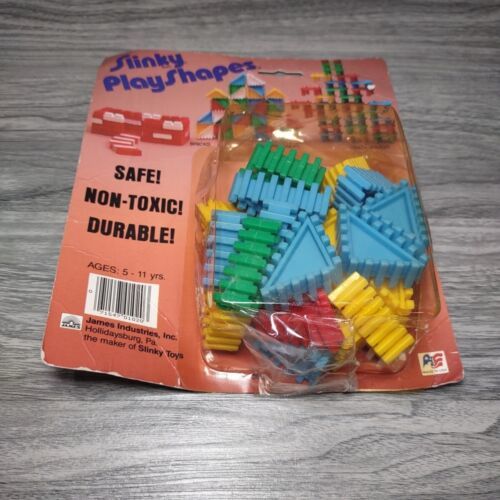 Slinky
PlayShapes
BRICKS
SAFE!
NON-TOXIC!
DURABLE!
AGES: 5 - 11 yrs.
James Industries, Inc.
Hollidaysburg, Pa.
the maker of Slinky Toys